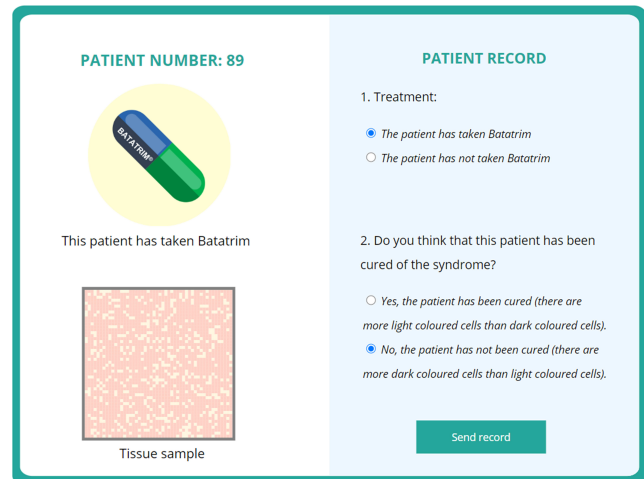 PATIENT NUMBER: 89
BATATRIM®
This patient has taken Batatrim
Tissue sample
PATIENT RECORD
1. Treatment:
The patient has taken Batatrim
The patient has not taken Batatrim
2. Do you think that this patient has been
cured of the syndrome?
Yes, the patient has been cured (there are
more light coloured cells than dark coloured cells).
No, the patient has not been cured (there are
more dark coloured cells than light coloured cells).
Send record